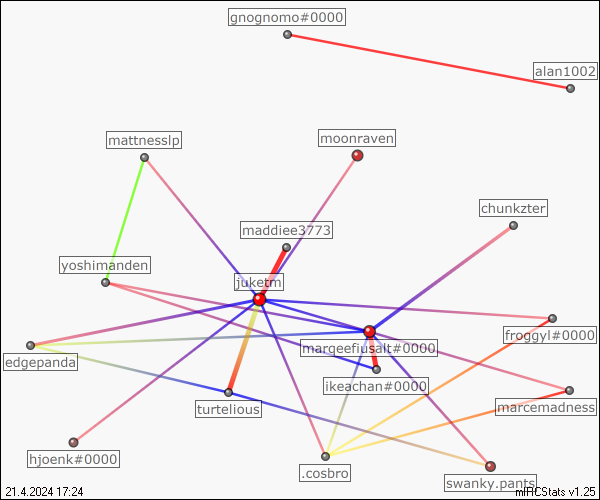 gnognomo#0000
alan1002
mattnesslp
moonraven
chunkzter
maddiee3773
yoshimanden
juketm
froggyl#0000
margeefiusalt#0000
edgepanda
ikeachan#0000
turtelious
marcemadness
hjoenk#0000
.cosbro
swanky.pants
21.4.2024 17:24
mIRCStats v1.25